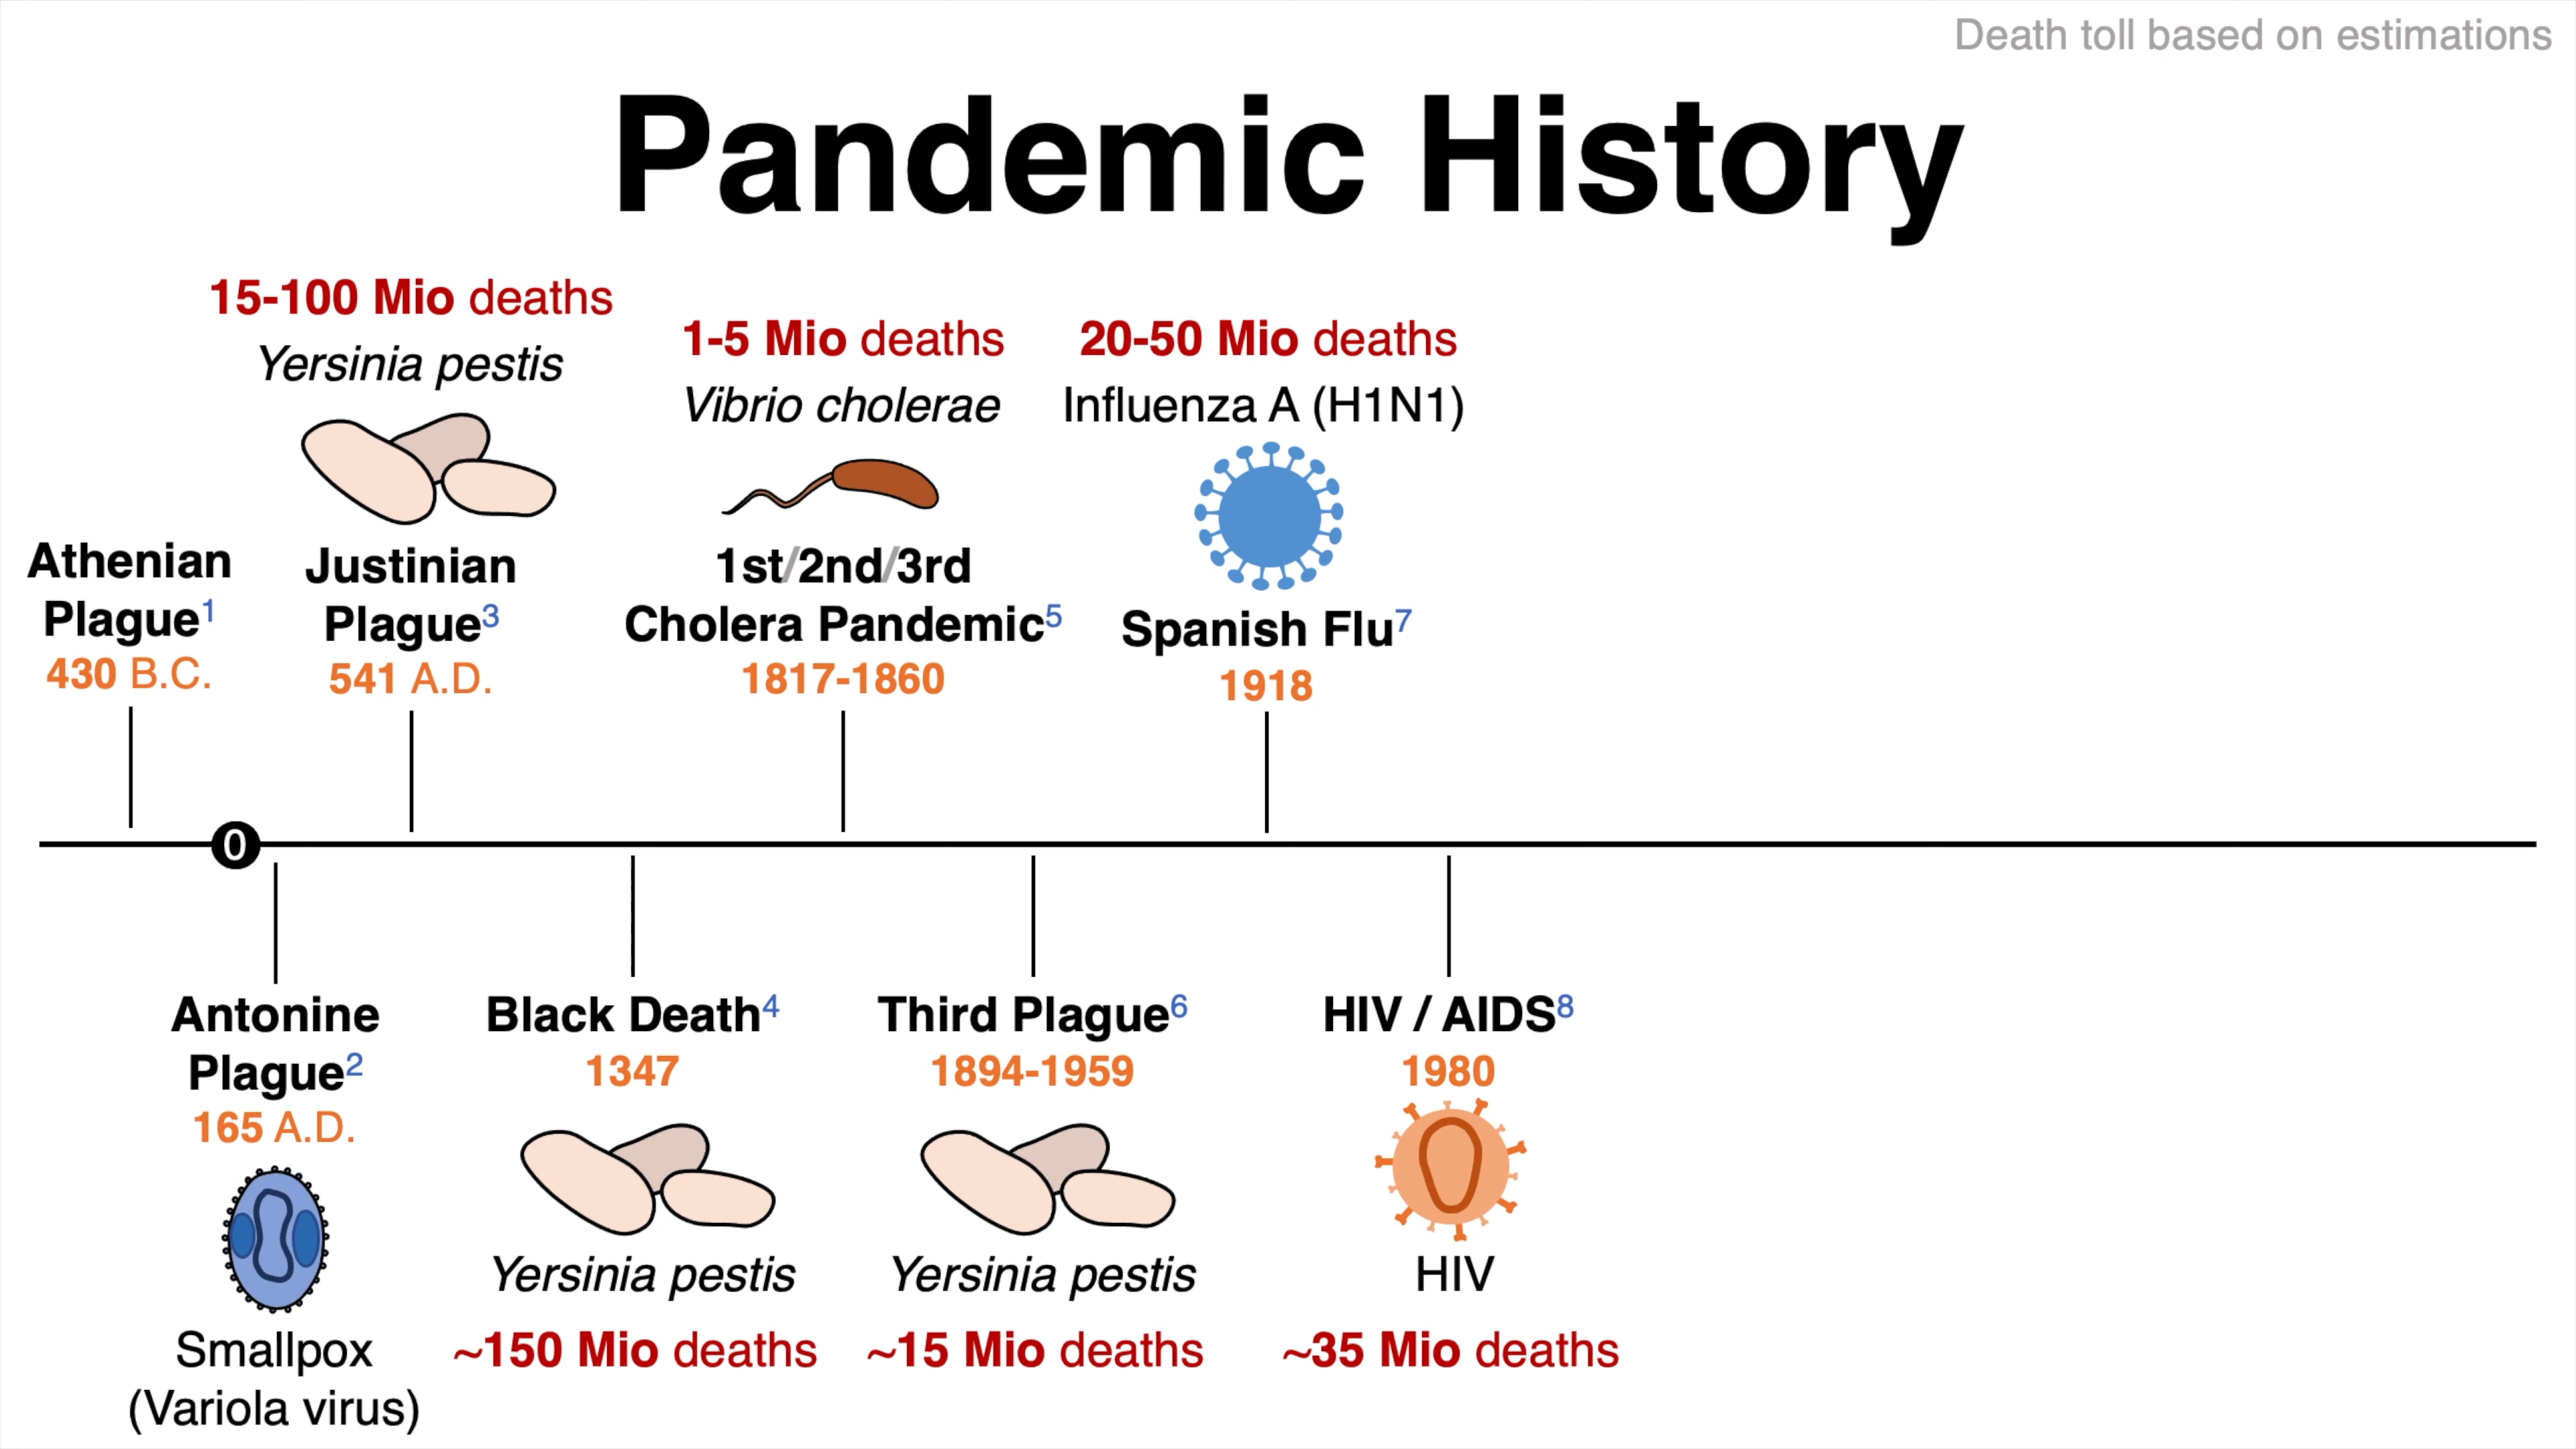 Death toll based on estimations
Pandemic History
15-100 Mio deaths
Yersinia pestis
1-5 Mio deaths
Vibrio cholerae
20-50 Mio deaths
Influenza A (H1N1)
Athenian
Plague1
430 B.C.
Justinian
Plague3
541 A.D.
1st/2nd/3rd
Cholera Pandemic5
1817-1860
Spanish Flu7
1918
0
Antonine
Plague2
165 A.D.
Smallpox
(Variola virus)
Black Death4
1347
Yersinia pestis
~150 Mio deaths
Third Plague6
1894-1959
Yersinia pestis
~15 Mio deaths
HIV / AIDS8
1980
HIV
~35 Mio deaths